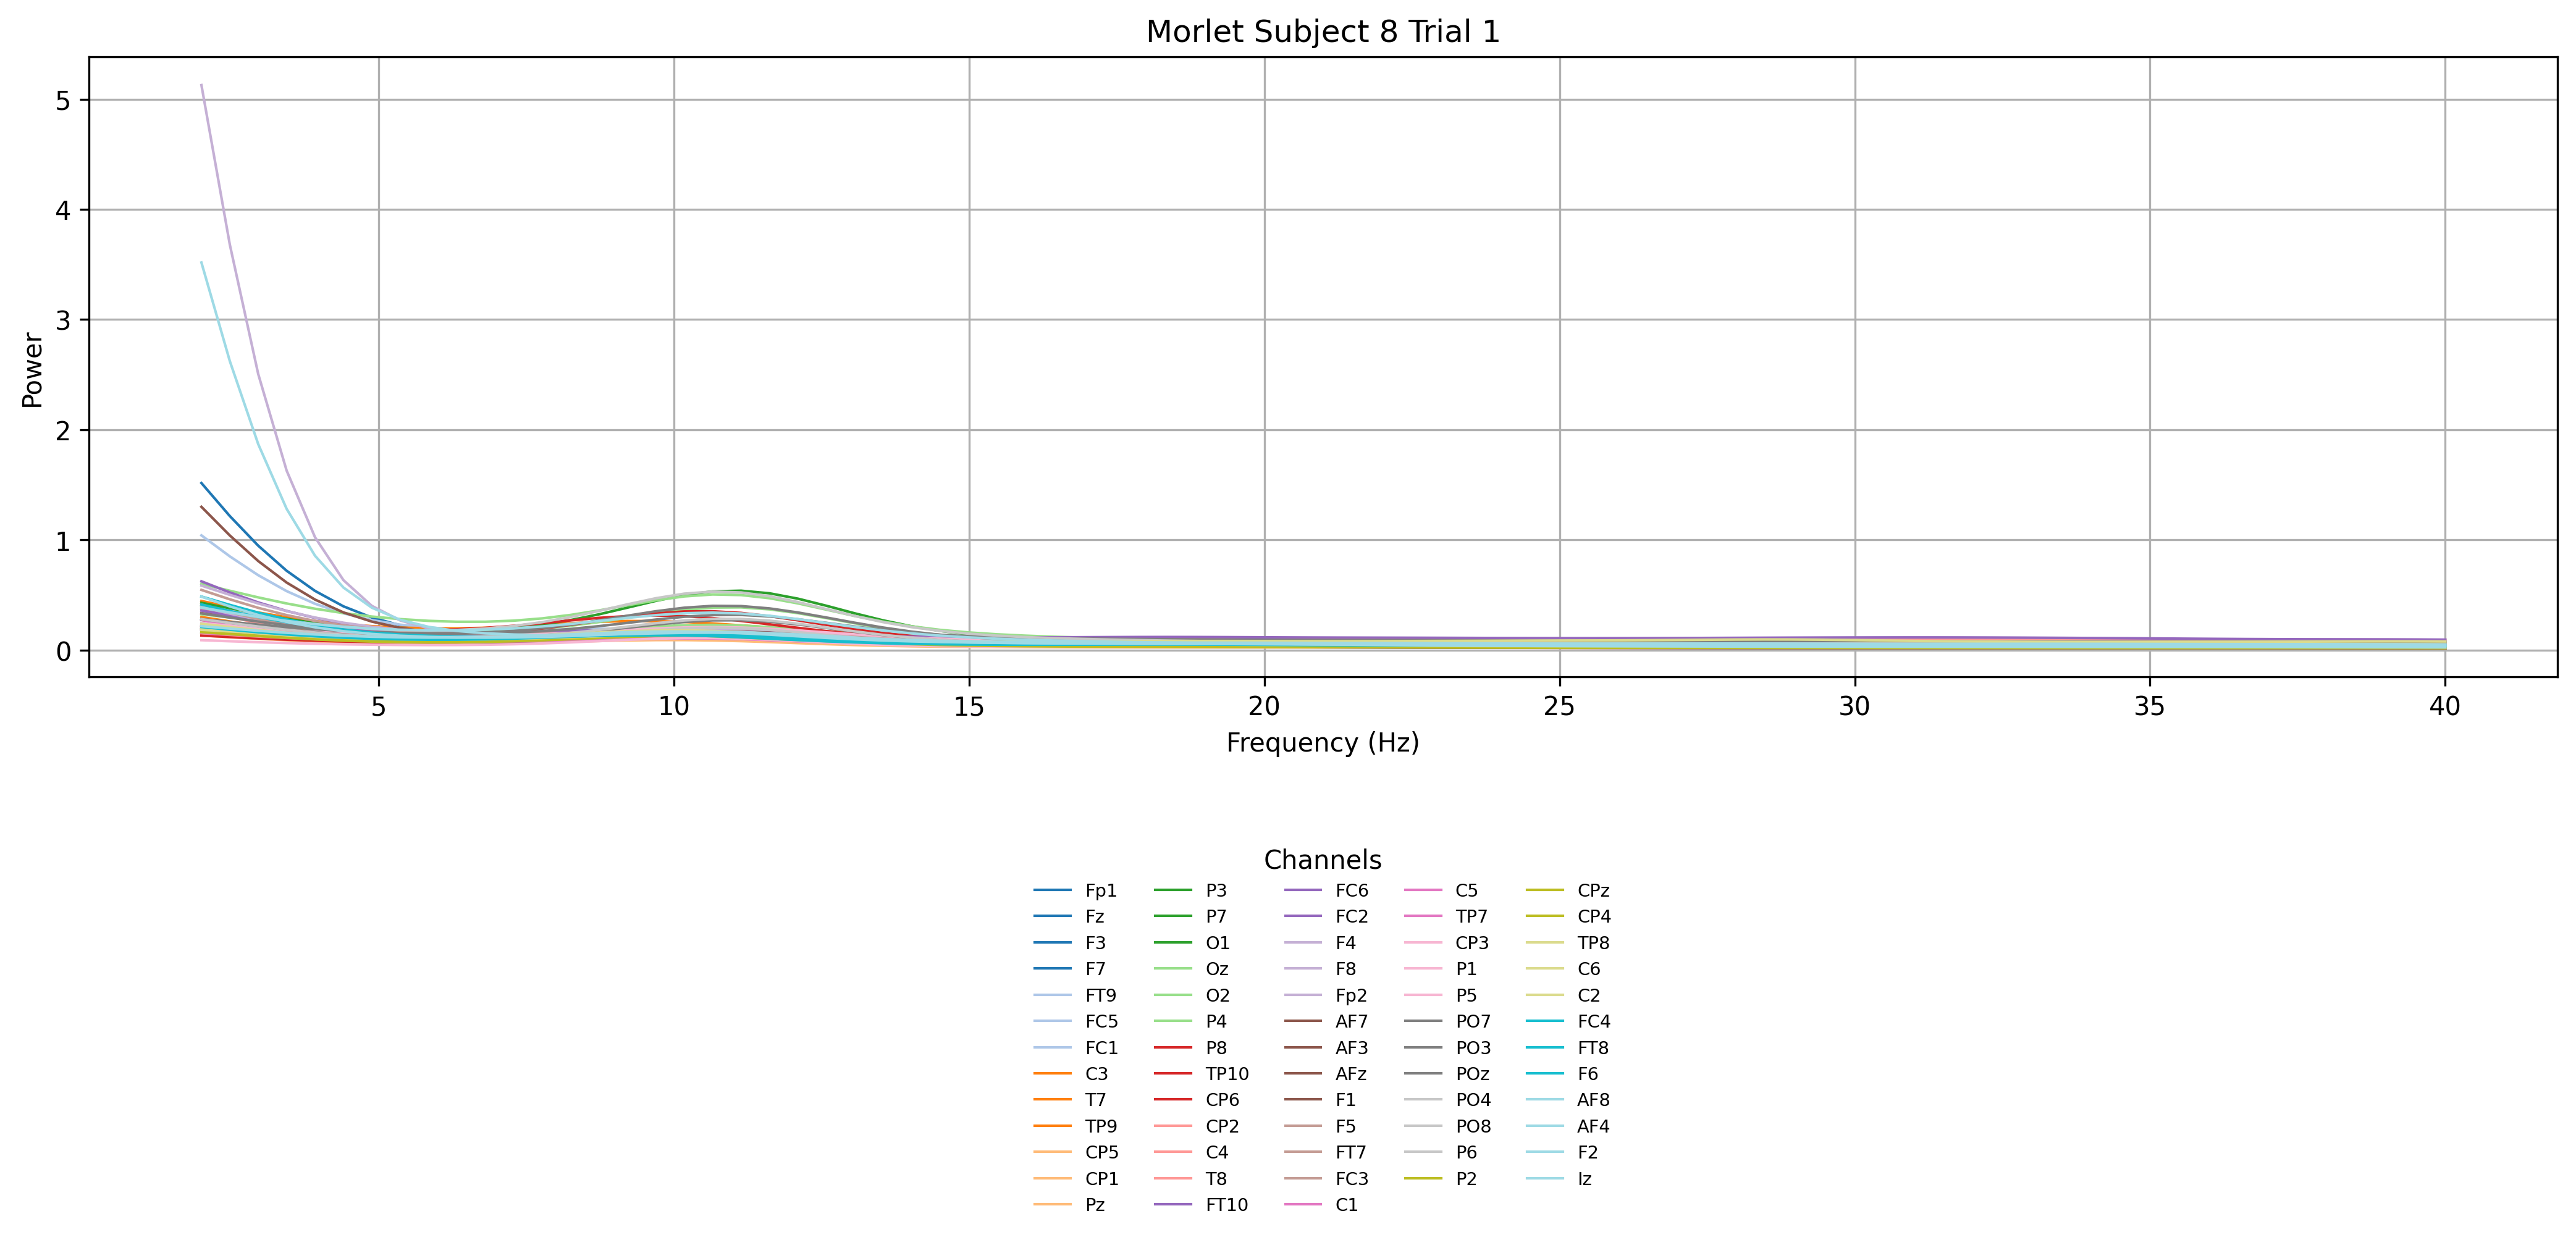 Morlet Subject 8 Trial 1
Power
5
4
3
2
1
0
5 10 15 20 25 30 35 40
Frequency (Hz)
Channels
Fp1 P3 FC6 C5 CPz
Fz P7 FC2 TP7 CP4
F3 O1 F4 CP3 TP8
F7 Oz F8 P1 C6
FT9 O2 Fp2 P5 C2
FC5 P4 AF7 PO7 FC4
FC1 P8 AF3 PO3 FT8
C3 TP10 AFz POz F6
T7 CP6 F1 PO4 AF8
TP9 CP2 F5 PO8 AF4
CP5 C4 FT7 P6 F2
CP1 T8 FC3 P2 Iz
Pz FT10 C1